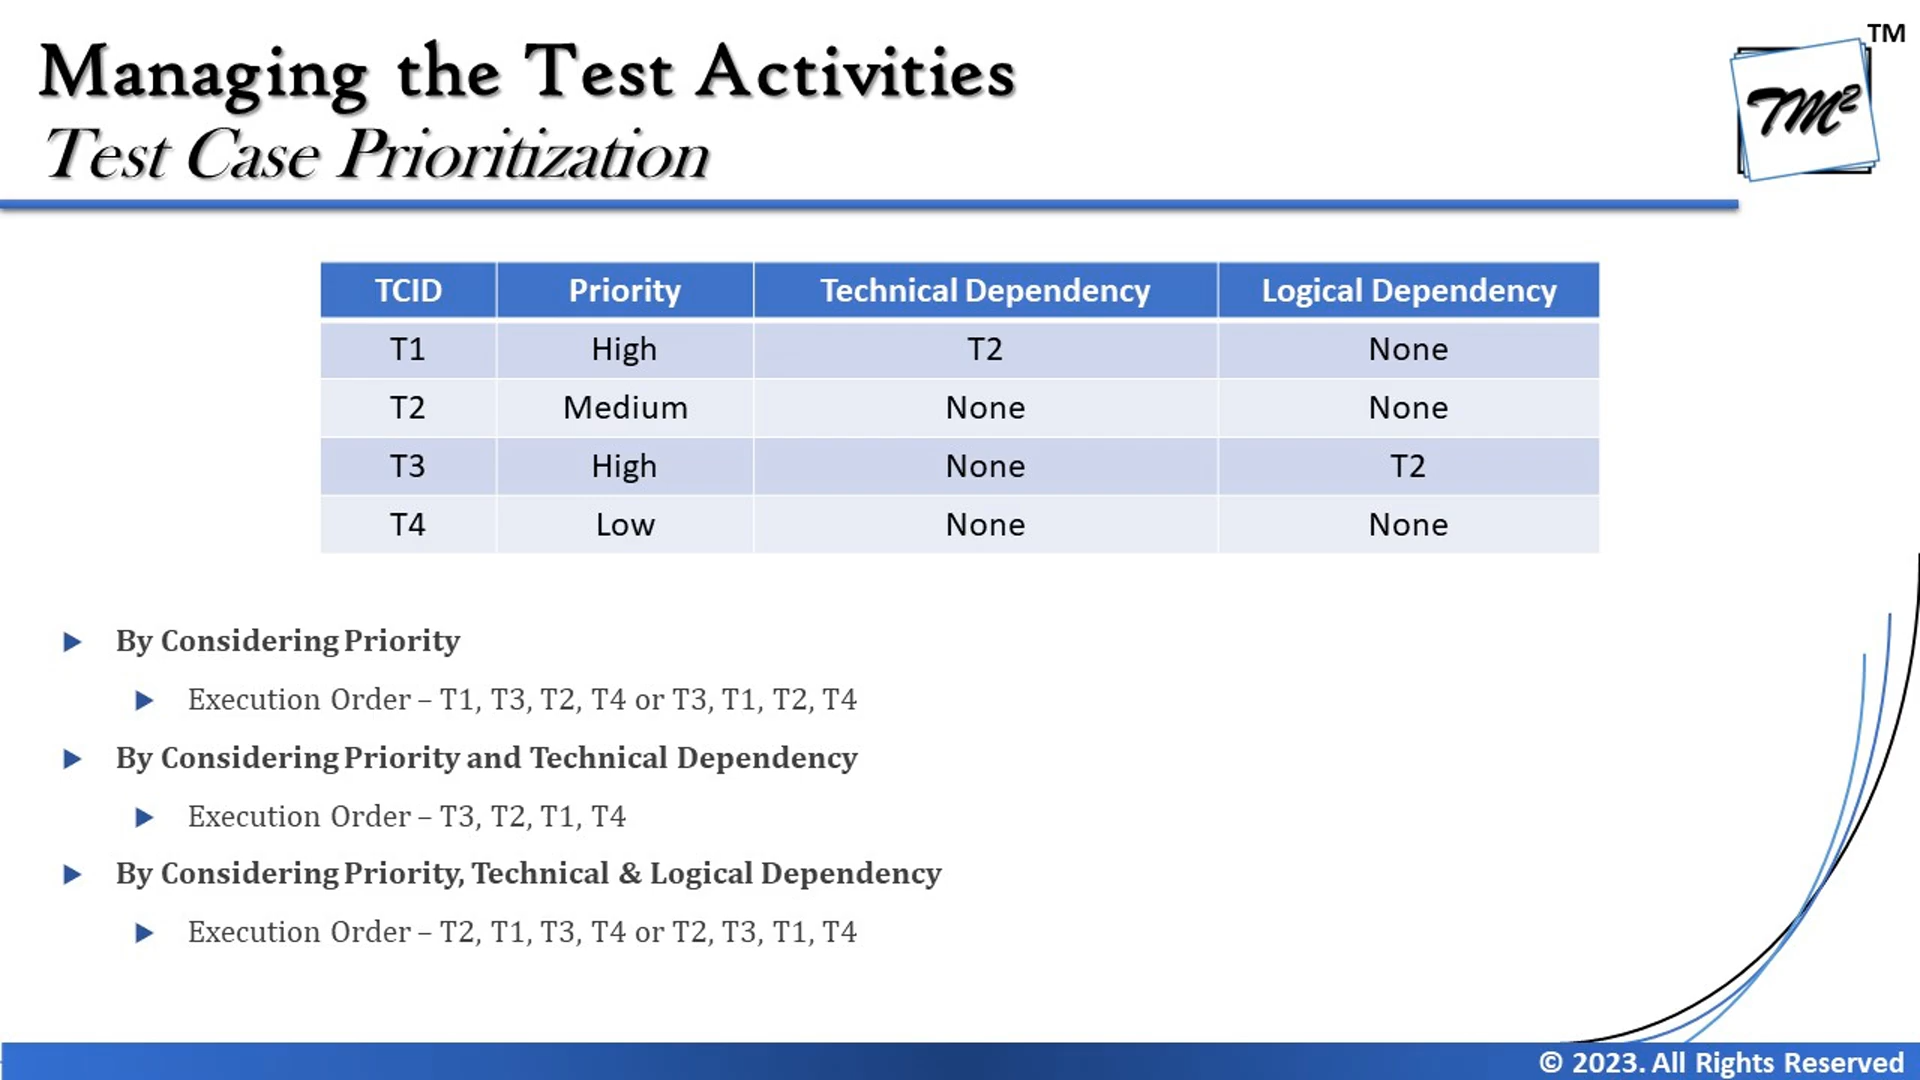 Managing the Test Activities
Test Case Prioritization
TM
TM²
TCID Priority Technical Dependency Logical Dependency
T1 High T2 None
T2 Medium None None
T3 High None T2
T4 Low None None
By Considering Priority
Execution Order – T1, T3, T2, T4 or T3, T1, T2, T4
By Considering Priority and Technical Dependency
Execution Order – T3, T2, T1, T4
By Considering Priority, Technical & Logical Dependency
Execution Order – T2, T1, T3, T4 or T2, T3, T1, T4
© 2023. All Rights Reserved